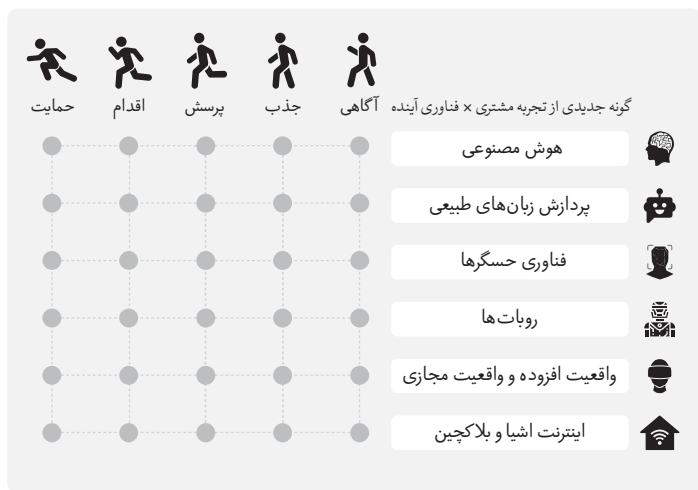 گونه جدیدی از تجربه مشتری × فناوری آینده آگاهی جذب پرسش اقدام حمایت
هوش مصنوعی
پردازش زبان‌های طبیعی
فناوری حسگرها
روبات‌ها
واقعیت افزوده و واقعیت مجازی
اینترنت اشیا و بلاکچین